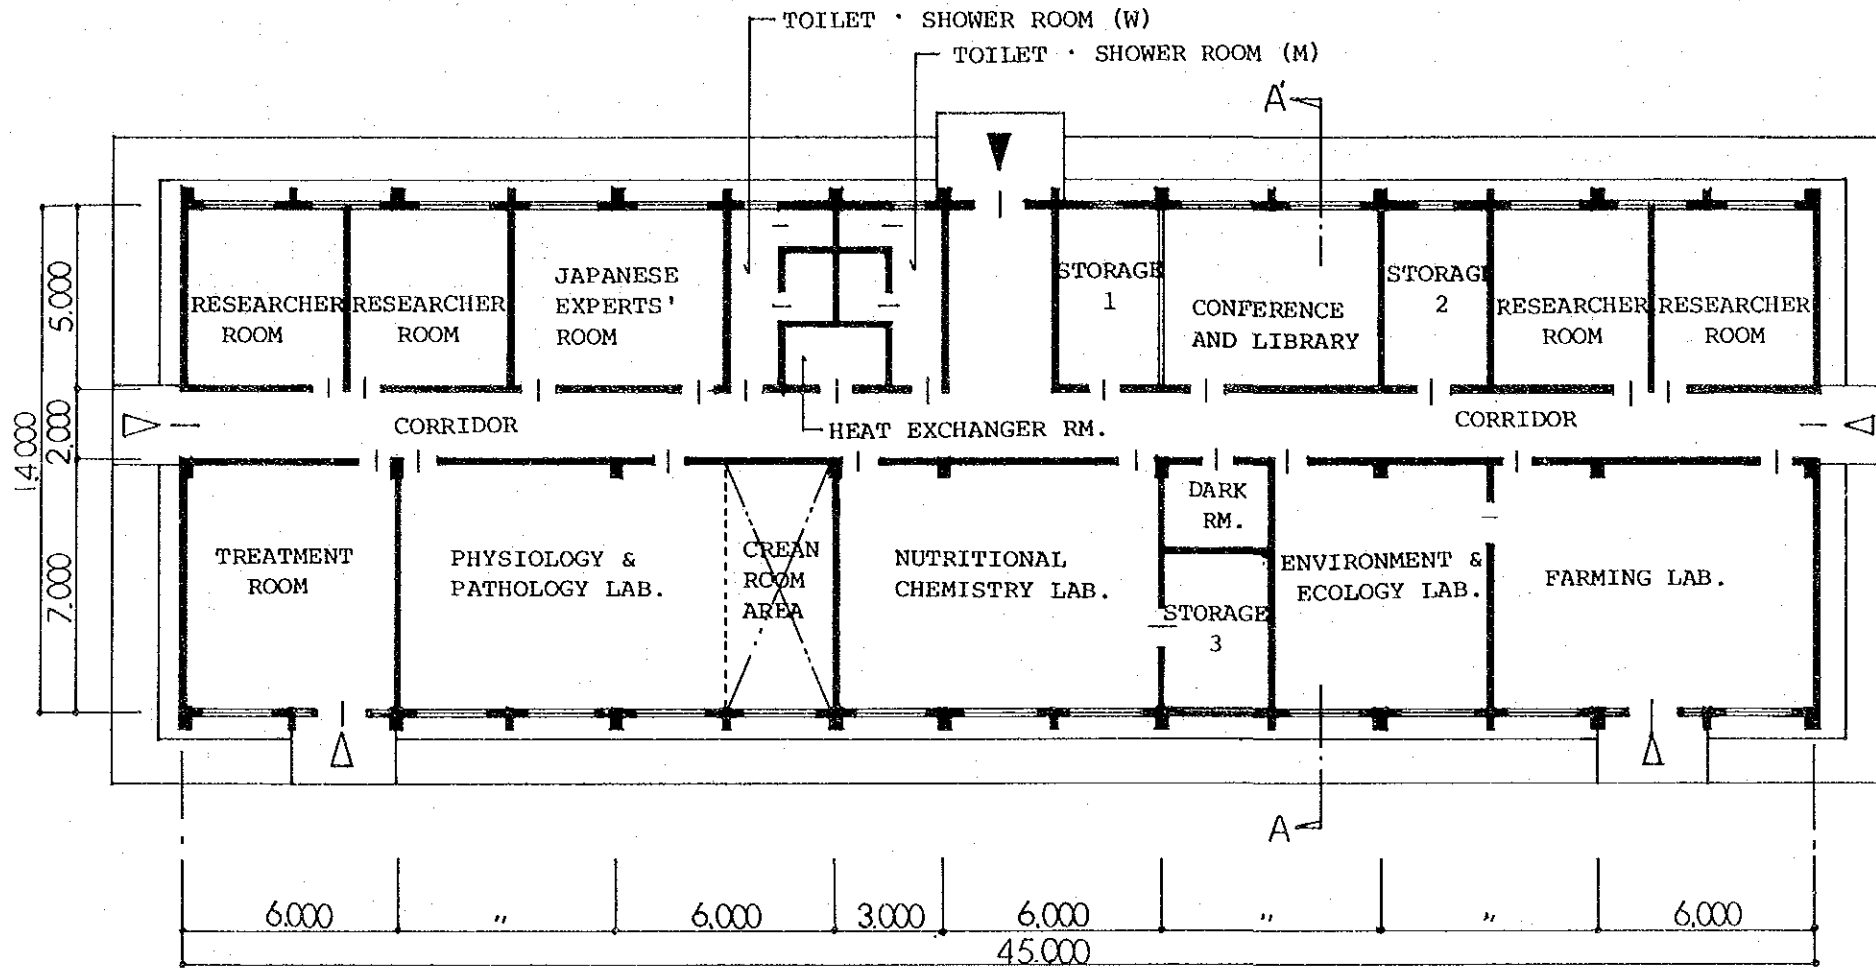 TOILET · SHOWER ROOM (W)
TOILET · SHOWER ROOM (M)
A'
RESEARCHER
ROOM
RESEARCHER
ROOM
JAPANESE
EXPERTS'
ROOM
STORAGE
1
CONFERENCE
AND LIBRARY
STORAGE
2
RESEARCHER
ROOM
RESEARCHER
ROOM
5.000
2.000
7.000
14.000
CORRIDOR
HEAT EXCHANGER RM.
CORRIDOR
TREATMENT
ROOM
PHYSIOLOGY &
PATHOLOGY LAB.
CREAN
ROOM
AREA
NUTRITIONAL
CHEMISTRY LAB.
DARK
RM.
STORAGE
3
ENVIRONMENT &
ECOLOGY LAB.
FARMING LAB.
A
6.000 〃 6,000 3.000 6,000 〃 〃 6,000
45.000